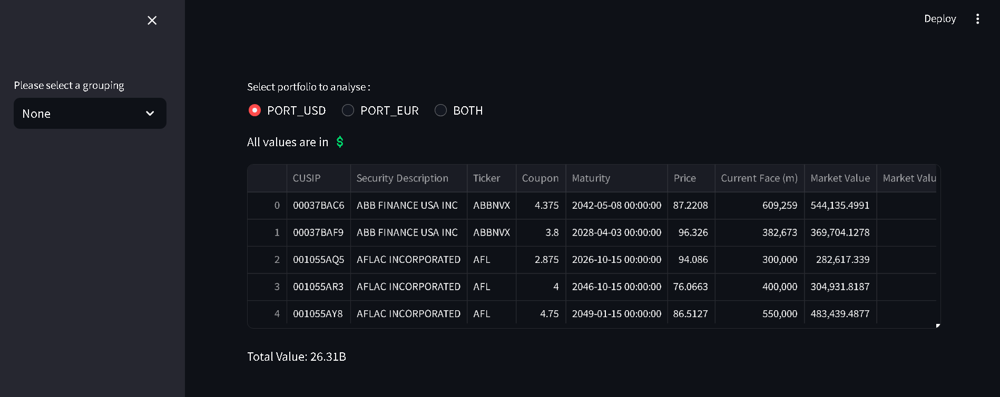 Deploy
Please select a grouping
None
Select portfolio to analyse :
PORT_USD PORT_EUR BOTH
All values are in $
CUSIP Security Description Ticker Coupon Maturity Price Current Face (m) Market Value Market Valu
0 00037BAC6 ABB FINANCE USA INC ABBNVX 4.375 2042-05-08 00:00:00 87.2208 609,259 544,135.4991
1 00037BAF9 ABB FINANCE USA INC ABBNVX 3.8 2028-04-03 00:00:00 96.326 382,673 369,704.1278
2 001055AQ5 AFLAC INCORPORATED AFL 2.875 2026-10-15 00:00:00 94.086 300,000 282,617.339
3 001055AR3 AFLAC INCORPORATED AFL 4 2046-10-15 00:00:00 76.0663 400,000 304,931.8187
4 001055AY8 AFLAC INCORPORATED AFL 4.75 2049-01-15 00:00:00 86.5127 550,000 483,439.4877
Total Value: 26.31B